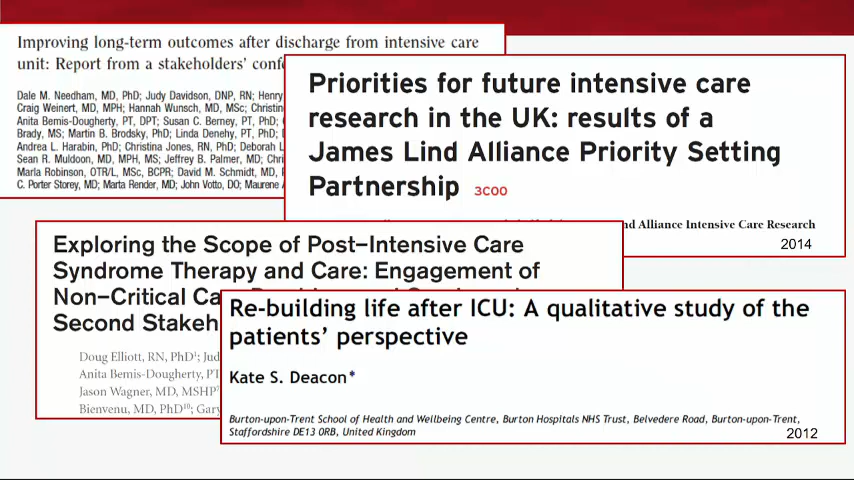 Improving long-term outcomes after discharge from intensive care
unit: Report from a stakeholders' conf
Dale M. Needham, MD, PhD; Judy Davidson, DNP, RN; Henry
Craig Weinert, MD, MPH; Hannah Wunsch, MD, MSc; Christin
Anita Bemis-Dougherty, PT, DPT; Susan C. Berney, PT, PhD;
Brady, MS; Martin B. Brodsky, PhD; Linda Denehy, PT, PhD;
Andrea L. Harabin, PhD; Christina Jones, RN, PhD; Deborah L
Sean R. Muldoon, MD, MPH, MS; Jeffrey B. Palmer, MD; Chri
Marla Robinson, OTR/L, MSc, BCPR; David M. Schmidt, MD,
C. Porter Storey, MD; Marta Render, MD; John Votto, DO; Maurene
Priorities for future intensive care
research in the UK: results of a
James Lind Alliance Priority Setting
Partnership 3COO
nd Alliance Intensive Care Research
2014
Exploring the Scope of Post–Intensive Care
Syndrome Therapy and Care: Engagement of
Non–Critical Ca
Second Stakeh
Doug Elliott, RN, PhD¹; Jud
Anita Bemis-Dougherty, PT
Jason Wagner, MD, MSHP
Bienvenu, MD, PhD¹⁰; Gary
Re-building life after ICU: A qualitative study of the
patients' perspective
Kate S. Deacon*
Burton-upon-Trent School of Health and Wellbeing Centre, Burton Hospitals NHS Trust, Belvedere Road, Burton-upon-Trent,
Staffordshire DE13 0RB, United Kingdom
2012